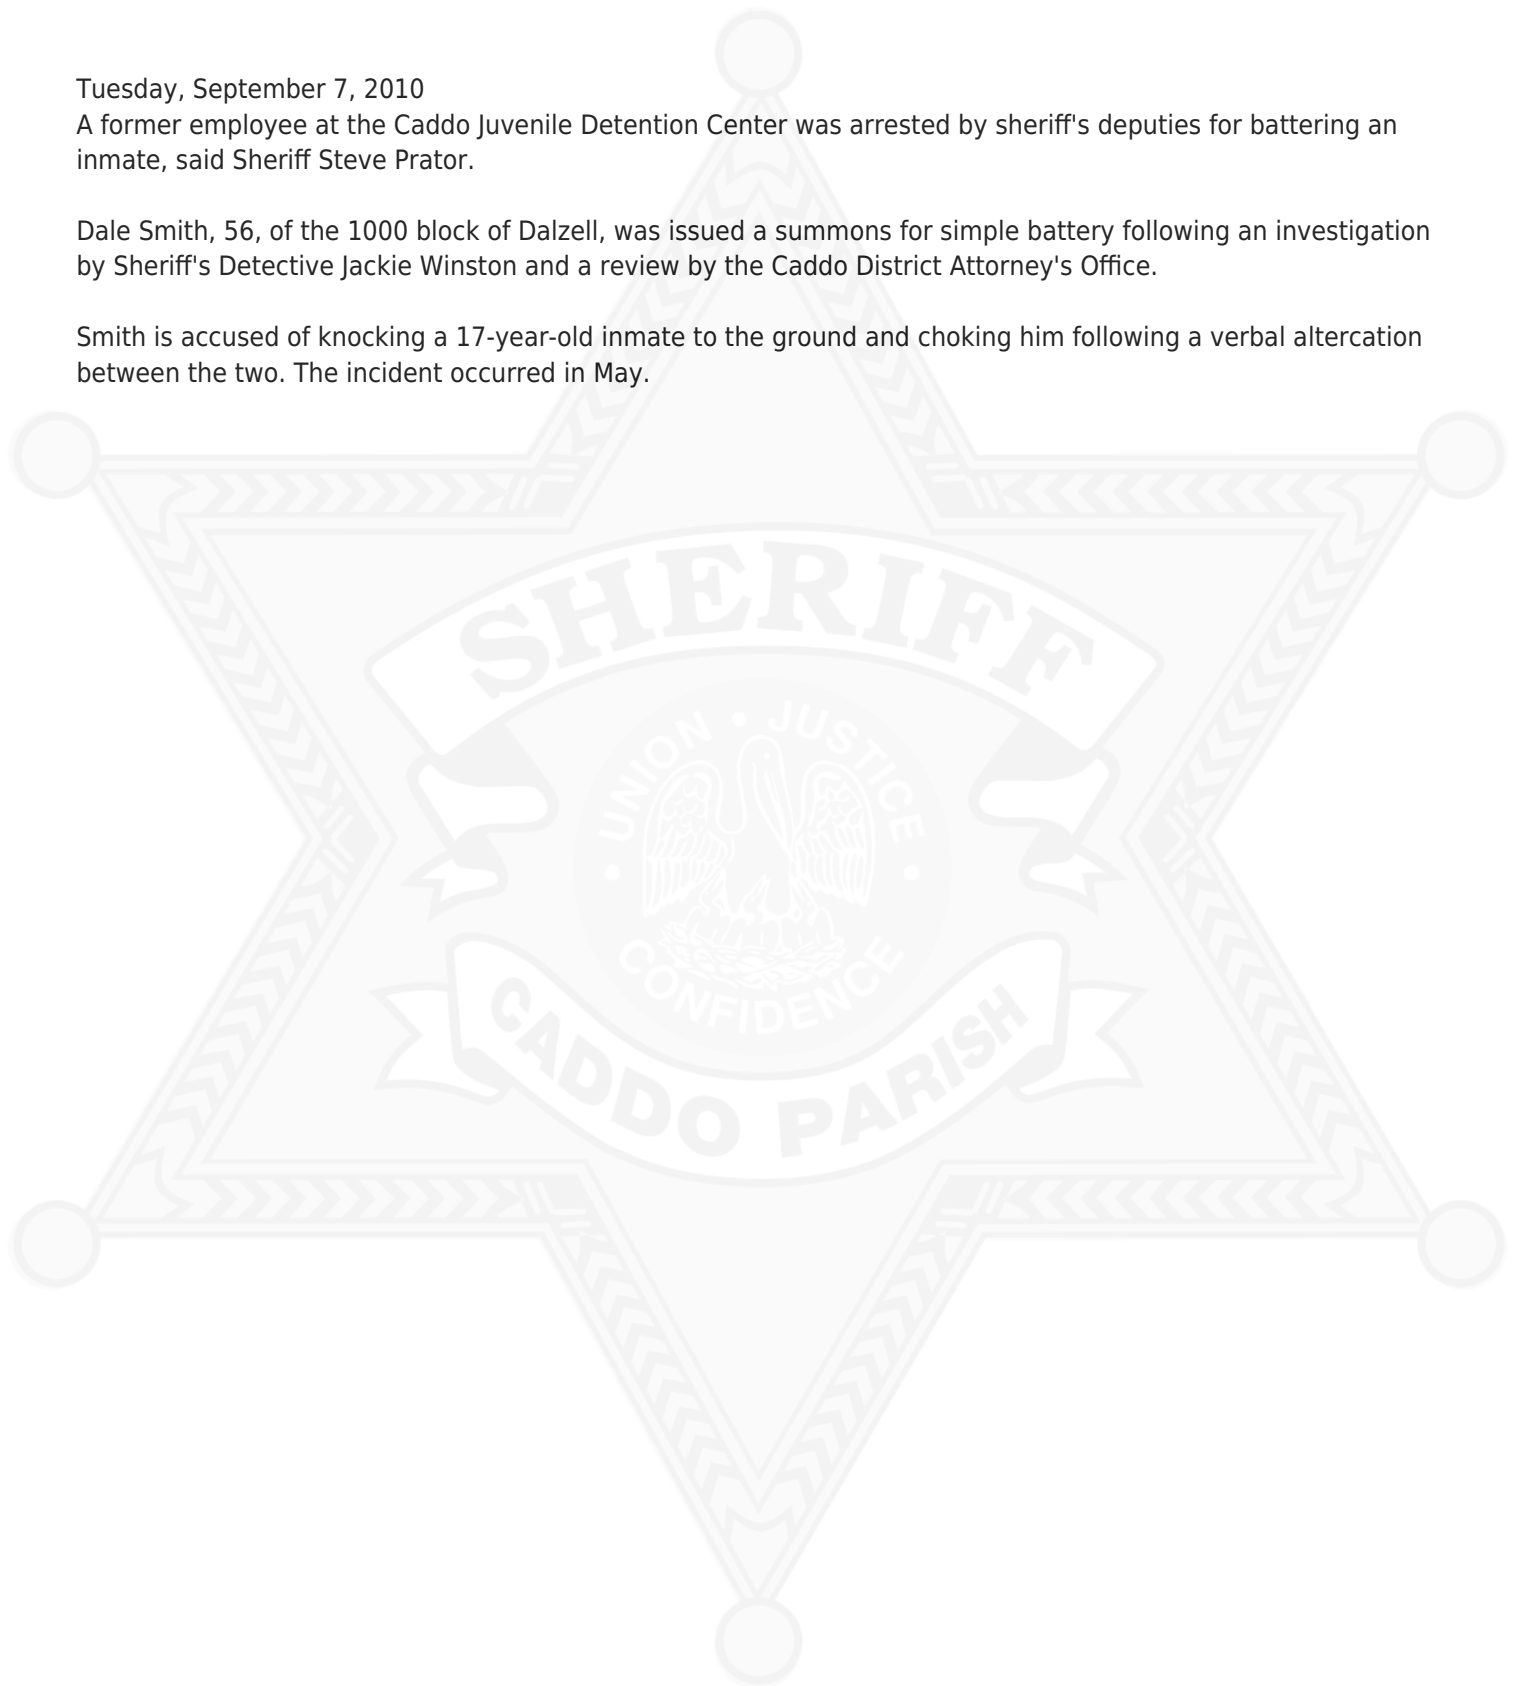 Tuesday, September 7, 2010
A former employee at the Caddo Juvenile Detention Center was arrested by sheriff's deputies for battering an
inmate, said Sheriff Steve Prator.
Dale Smith, 56, of the 1000 block of Dalzell, was issued a summons for simple battery following an investigation
by Sheriff's Detective Jackie Winston and a review by the Caddo District Attorney's Office.
Smith is accused of knocking a 17-year-old inmate to the ground and choking him following a verbal altercation
between the two. The incident occurred in May.
SHERIFF
UNION • JUSTICE
• CONFIDENCE •
CADDO PARISH